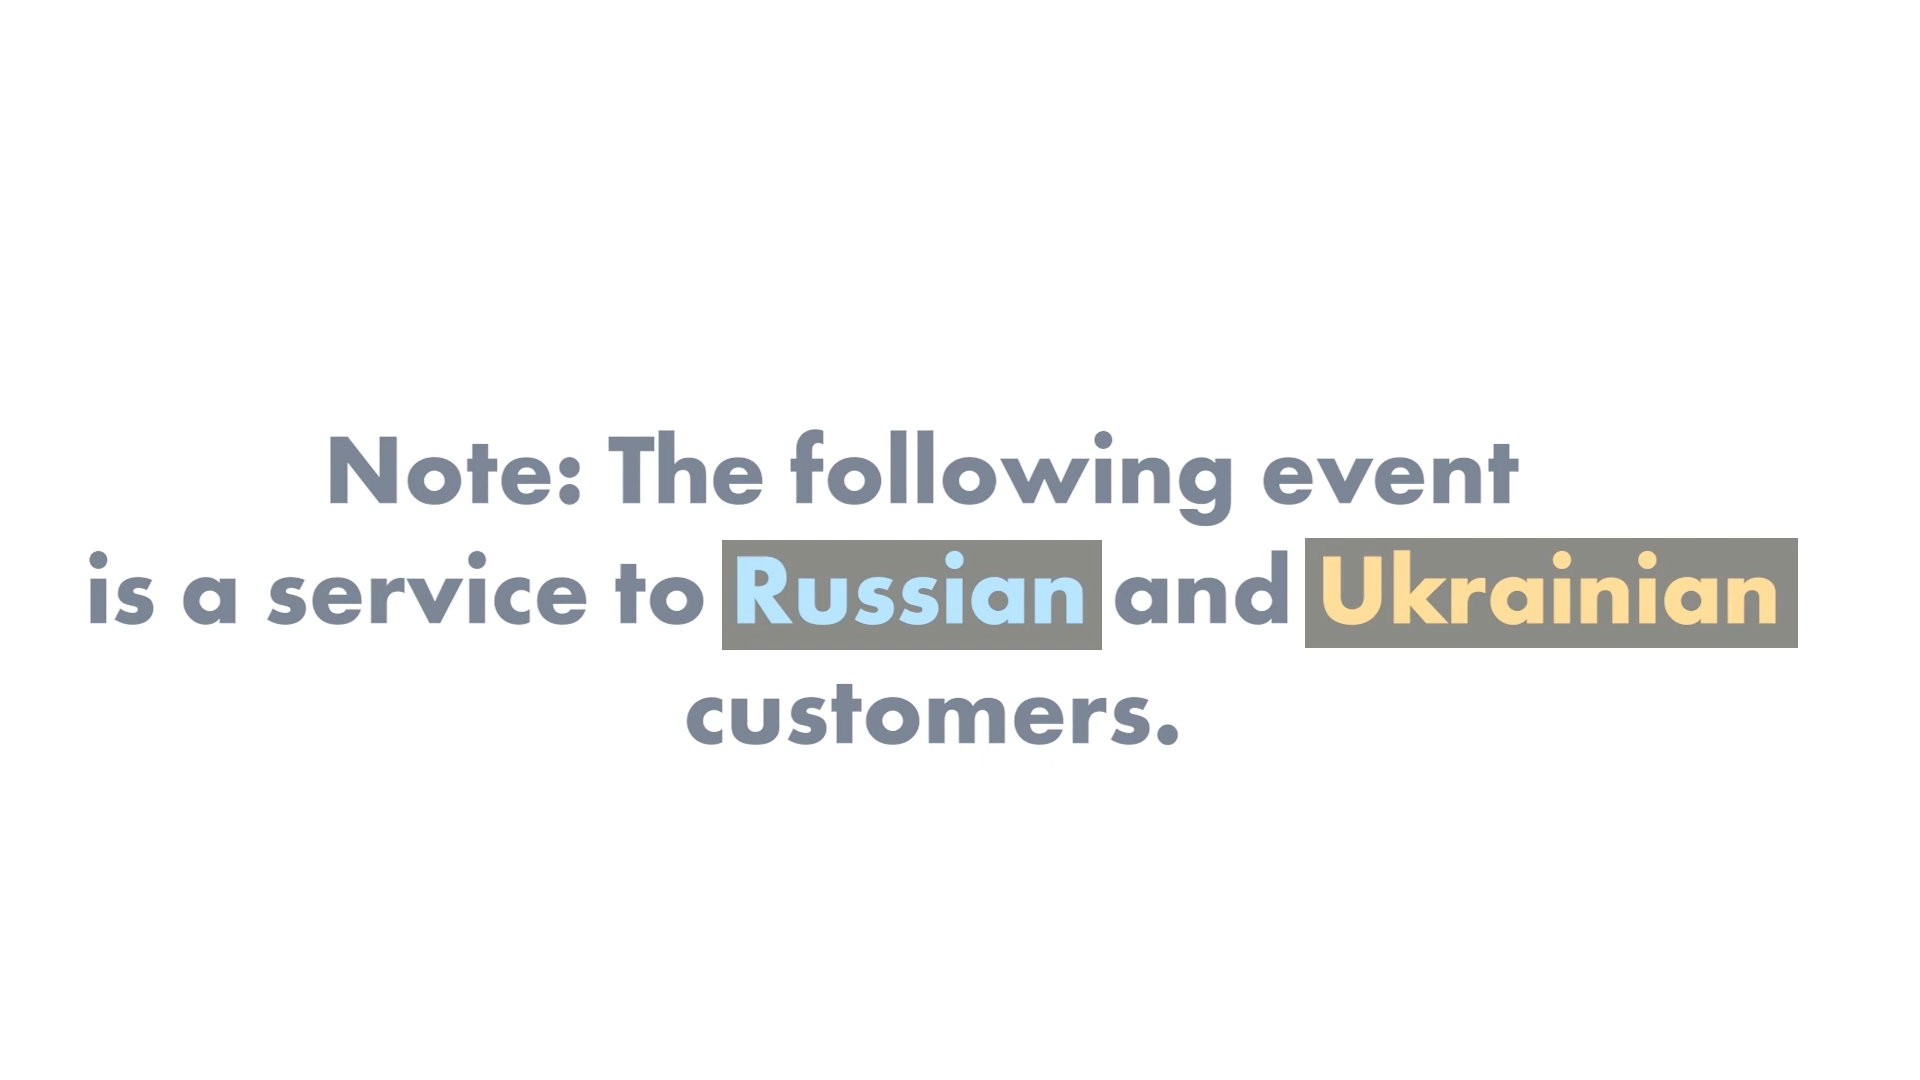 Note: The following event
is a service to Russian and Ukrainian
customers.